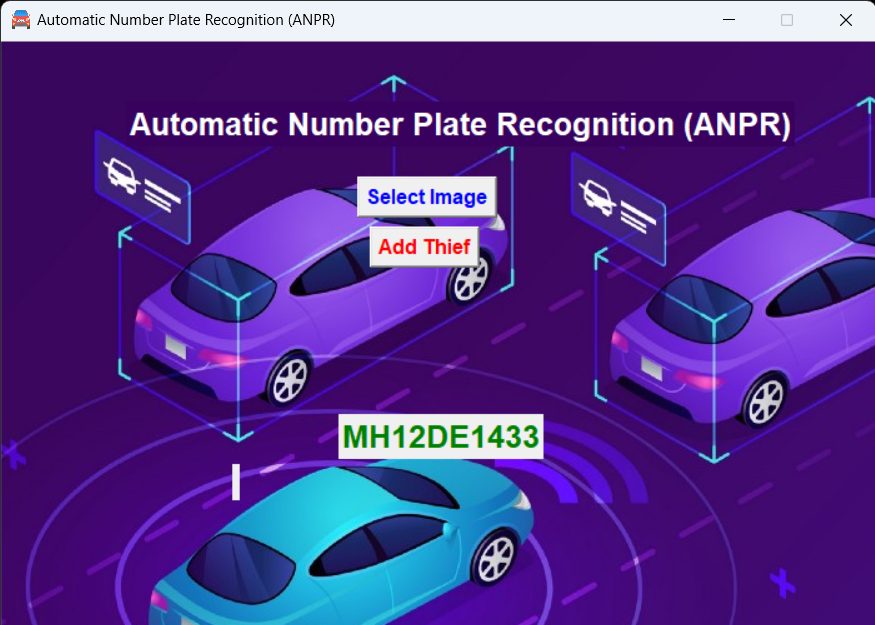 Automatic Number Plate Recognition (ANPR)
Automatic Number Plate Recognition (ANPR)
Select Image
Add Thief
MH12DE1433